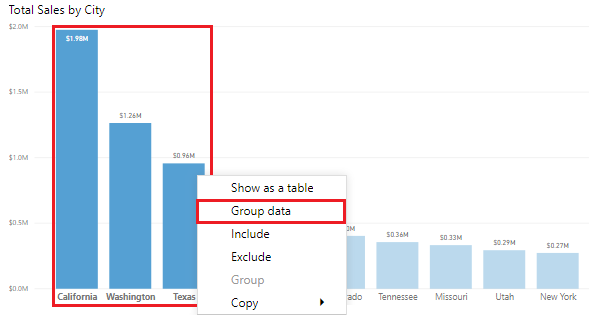 Total Sales by City
$2.0M
$1.98M
$1.5M
$1.26M
$1.0M
$0.96M
Show as a table
Group data
Include
Exclude
Group
Copy
$0.5M
0M
$0.36M
$0.33M
$0.29M
$0.27M
$0.0M
California
Washington
Texas
rado
Tennessee
Missouri
Utah
New York